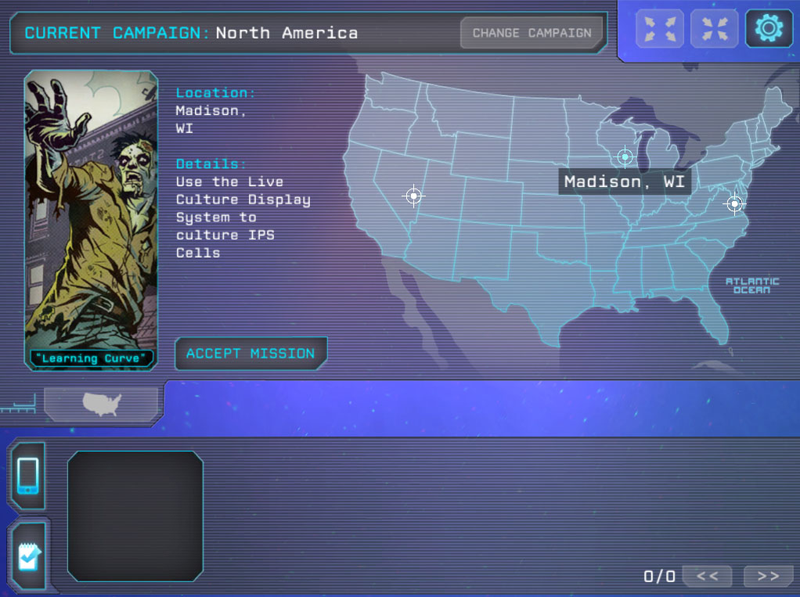 CURRENT CAMPAIGN: North America
CHANGE CAMPAIGN
Location:
Madison,
WI
Details:
Use the Live
Culture Display
System to
culture IPS
Cells
"Learning Curve"
ACCEPT MISSION
Madison, WI
ATLANTIC
OCEAN
0/0
<<
>>